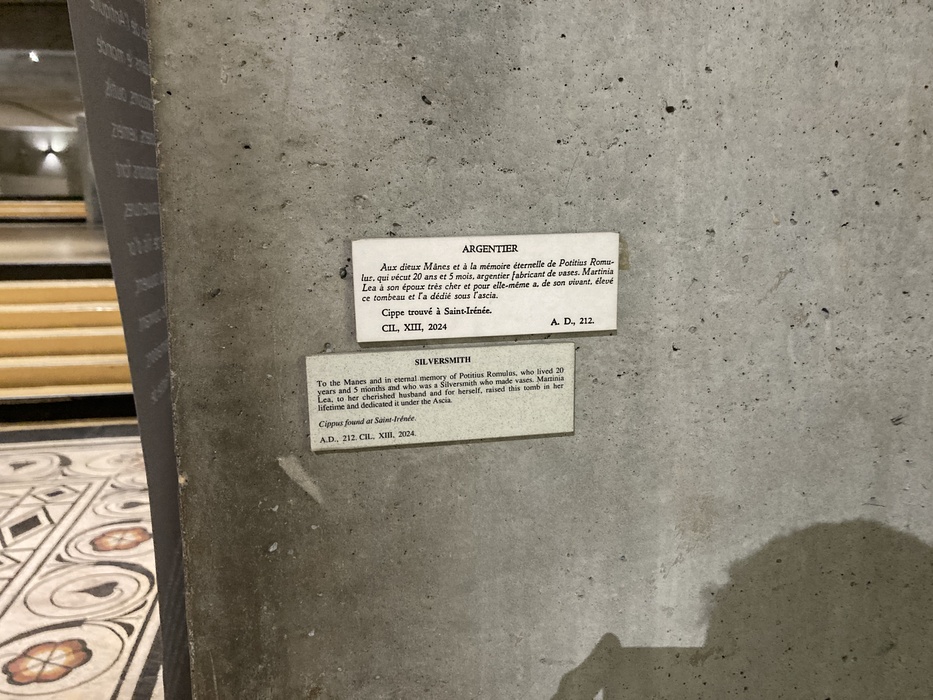 ARGENTIER
Aux dieux Mânes et à la mémoire éternelle de Potitius Romu-
lus, qui vécut 20 ans et 5 mois, argentier fabricant de vases. Martinia
Lea à son époux très cher et pour elle-même a, de son vivant, élevé
ce tombeau et l'a dédié sous l'ascia.
Cippe trouvé à Saint-Irénée.
CIL, XIII, 2024 A. D., 212.
SILVERSMITH
To the Manes and in eternal memory of Potitius Romulus, who lived 20
years and 5 months and who was a Silversmith who made vases. Martinia
Lea, to her cherished husband and for herself, raised this tomb in her
lifetime and dedicated it under the Ascia.
Cippus found at Saint-Irénée.
A.D., 212. CIL, XIII, 2024.